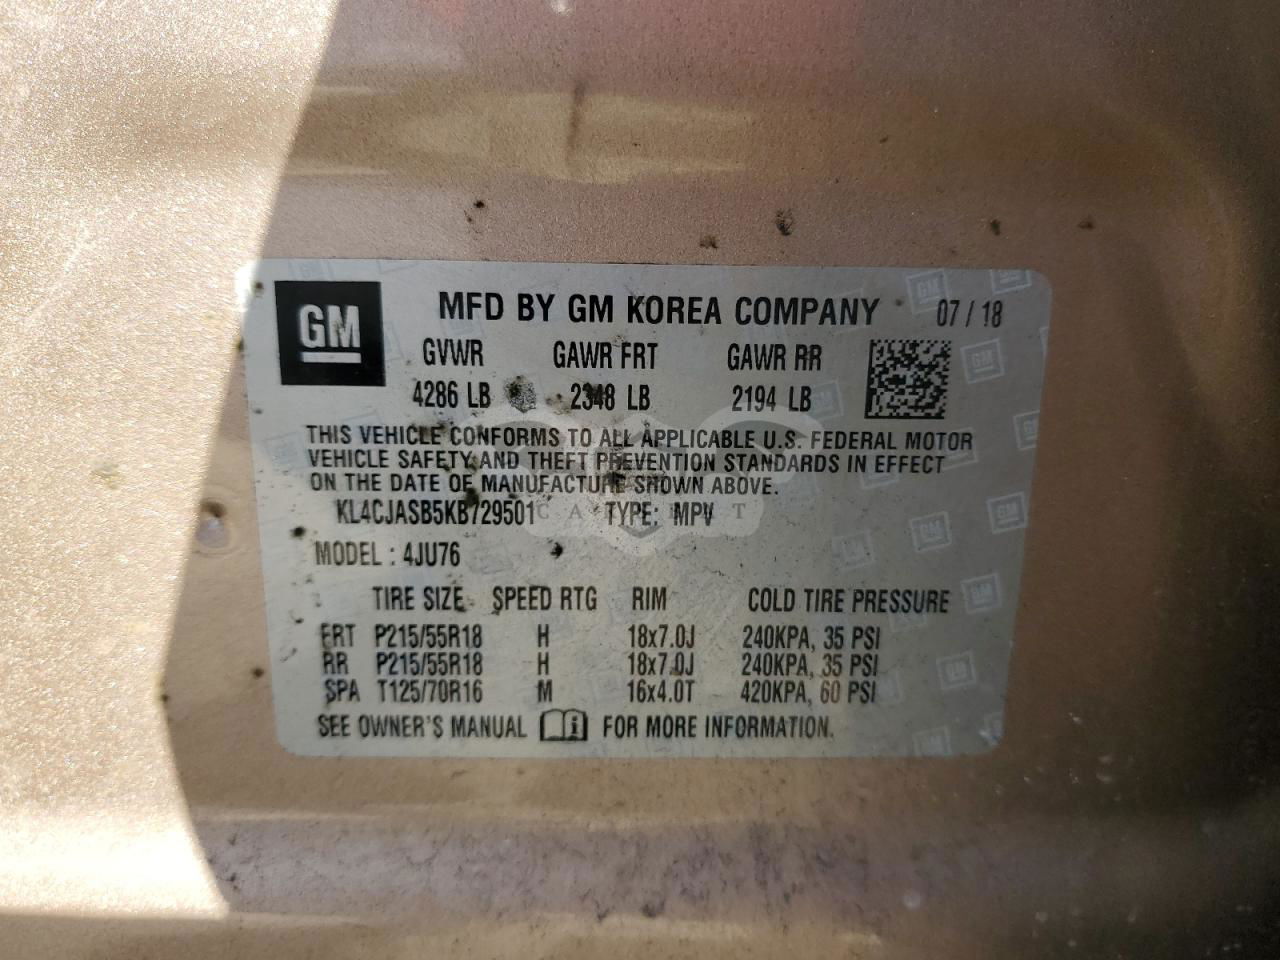 GM
MFD BY GM KOREA COMPANY 07/18
GVWR GAWR FRT GAWR RR
4286 LB 2348 LB 2194 LB
THIS VEHICLE CONFORMS TO ALL APPLICABLE U.S. FEDERAL MOTOR
VEHICLE SAFETY AND THEFT PREVENTION STANDARDS IN EFFECT
ON THE DATE OF MANUFACTURE SHOWN ABOVE.
KL4CJASB5KB729501 TYPE: MPV
MODEL: 4JU76
TIRE SIZE SPEED RTG RIM COLD TIRE PRESSURE
FRT P215/55R18 H 18x7.0J 240KPA, 35 PSI
RR P215/55R18 H 18x7.0J 240KPA, 35 PSI
SPA T125/70R16 M 16x4.0T 420KPA, 60 PSI
SEE OWNER'S MANUAL FOR MORE INFORMATION.